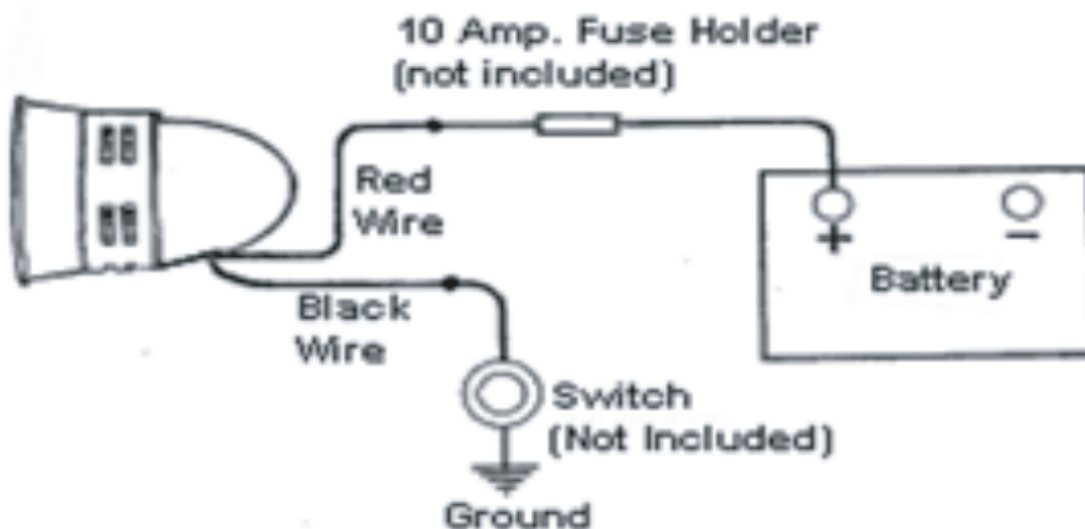 10 Amp. Fuse Holder
(not included)
Red
Wire
+
−
Battery
Black
Wire
Switch
(Not Included)
Ground